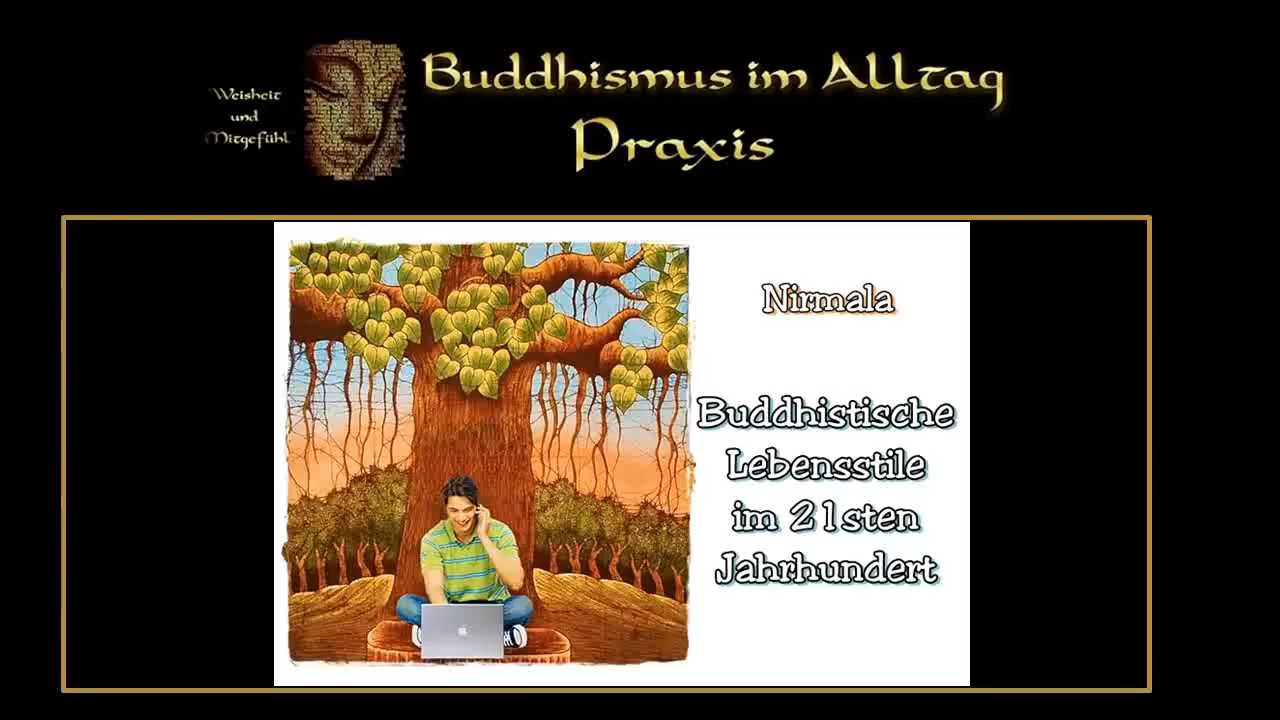 Weisheit
und
Mitgefühl
Buddhismus im Alltag
Praxis
Nirmala
Buddhistische
Lebensstile
im 21sten
Jahrhundert